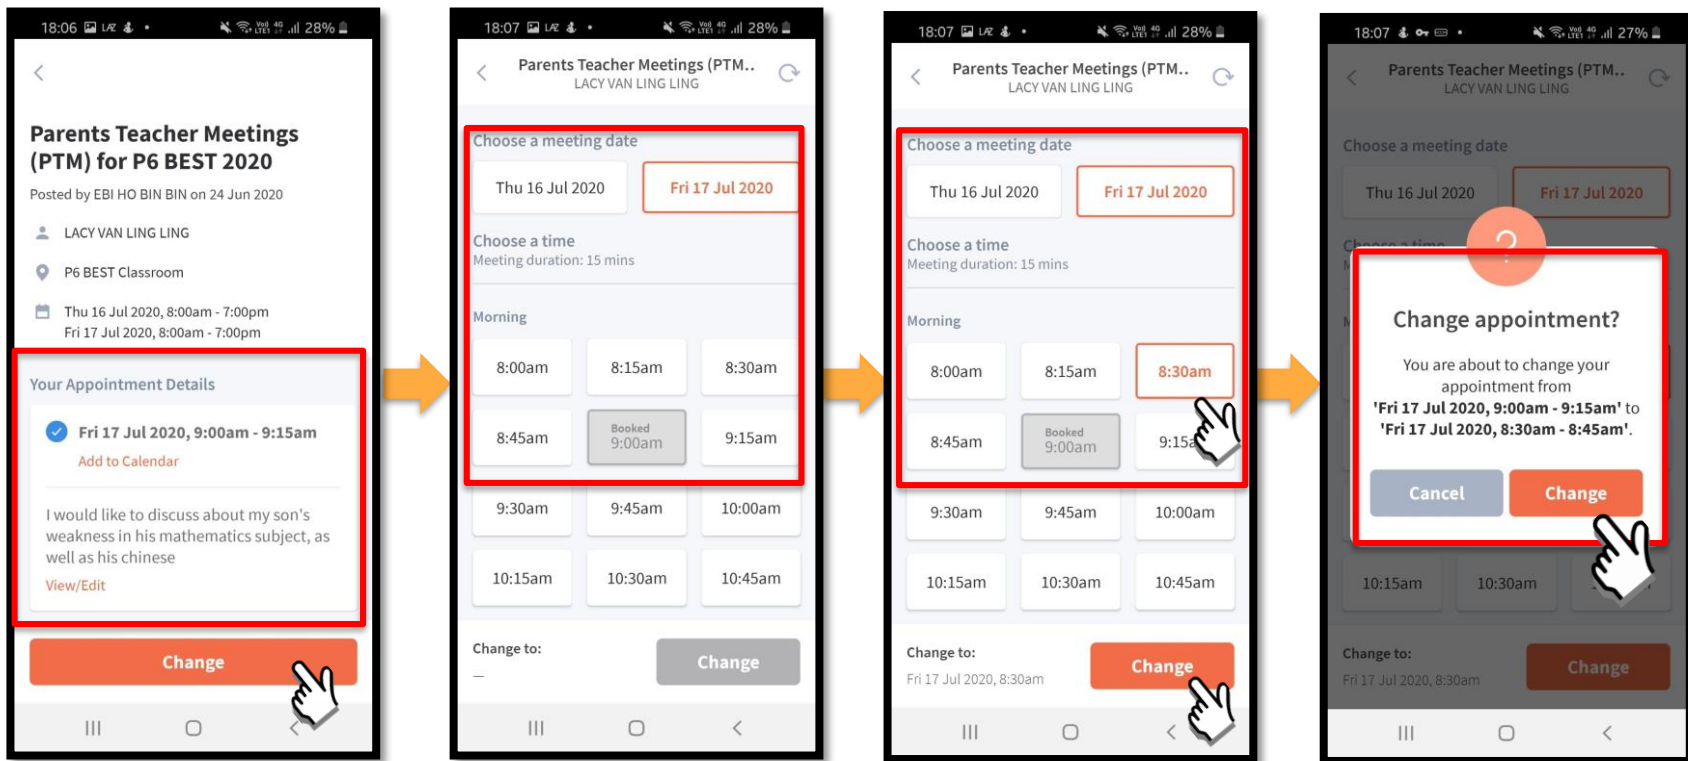 18:06
28%
Parents Teacher Meetings
(PTM) for P6 BEST 2020
Posted by EBI HO BIN BIN on 24 Jun 2020
LACY VAN LING LING
P6 BEST Classroom
Thu 16 Jul 2020, 8:00am - 7:00pm
Fri 17 Jul 2020, 8:00am - 7:00pm
Your Appointment Details
Fri 17 Jul 2020, 9:00am - 9:15am
Add to Calendar
I would like to discuss about my son's
weakness in his mathematics subject, as
well as his chinese
View/Edit
Change
18:07
28%
Parents Teacher Meetings (PTM..
LACY VAN LING LING
Choose a meeting date
Thu 16 Jul 2020
Fri 17 Jul 2020
Choose a time
Meeting duration: 15 mins
Morning
8:00am 8:15am 8:30am
Booked
8:45am 9:00am 9:15am
9:30am 9:45am 10:00am
10:15am 10:30am 10:45am
Change to:
—
Change
18:07
28%
Parents Teacher Meetings (PTM..
LACY VAN LING LING
Choose a meeting date
Thu 16 Jul 2020
Fri 17 Jul 2020
Choose a time
Meeting duration: 15 mins
Morning
8:00am 8:15am 8:30am
Booked
8:45am 9:00am 9:15a
9:30am 9:45am 10:00am
10:15am 10:30am 10:45am
Change to:
Fri 17 Jul 2020, 8:30am
Change
18:07
27%
Parents Teacher Meetings (PTM..
LACY VAN LING LING
Choose a meeting date
Thu 16 Jul 2020
Fri 17 Jul 2020
Choose a time
?
Change appointment?
You are about to change your
appointment from
'Fri 17 Jul 2020, 9:00am - 9:15am' to
'Fri 17 Jul 2020, 8:30am - 8:45am'.
Cancel
Change
10:15am 10:30am
Change to:
Fri 17 Jul 2020, 8:30am
Change